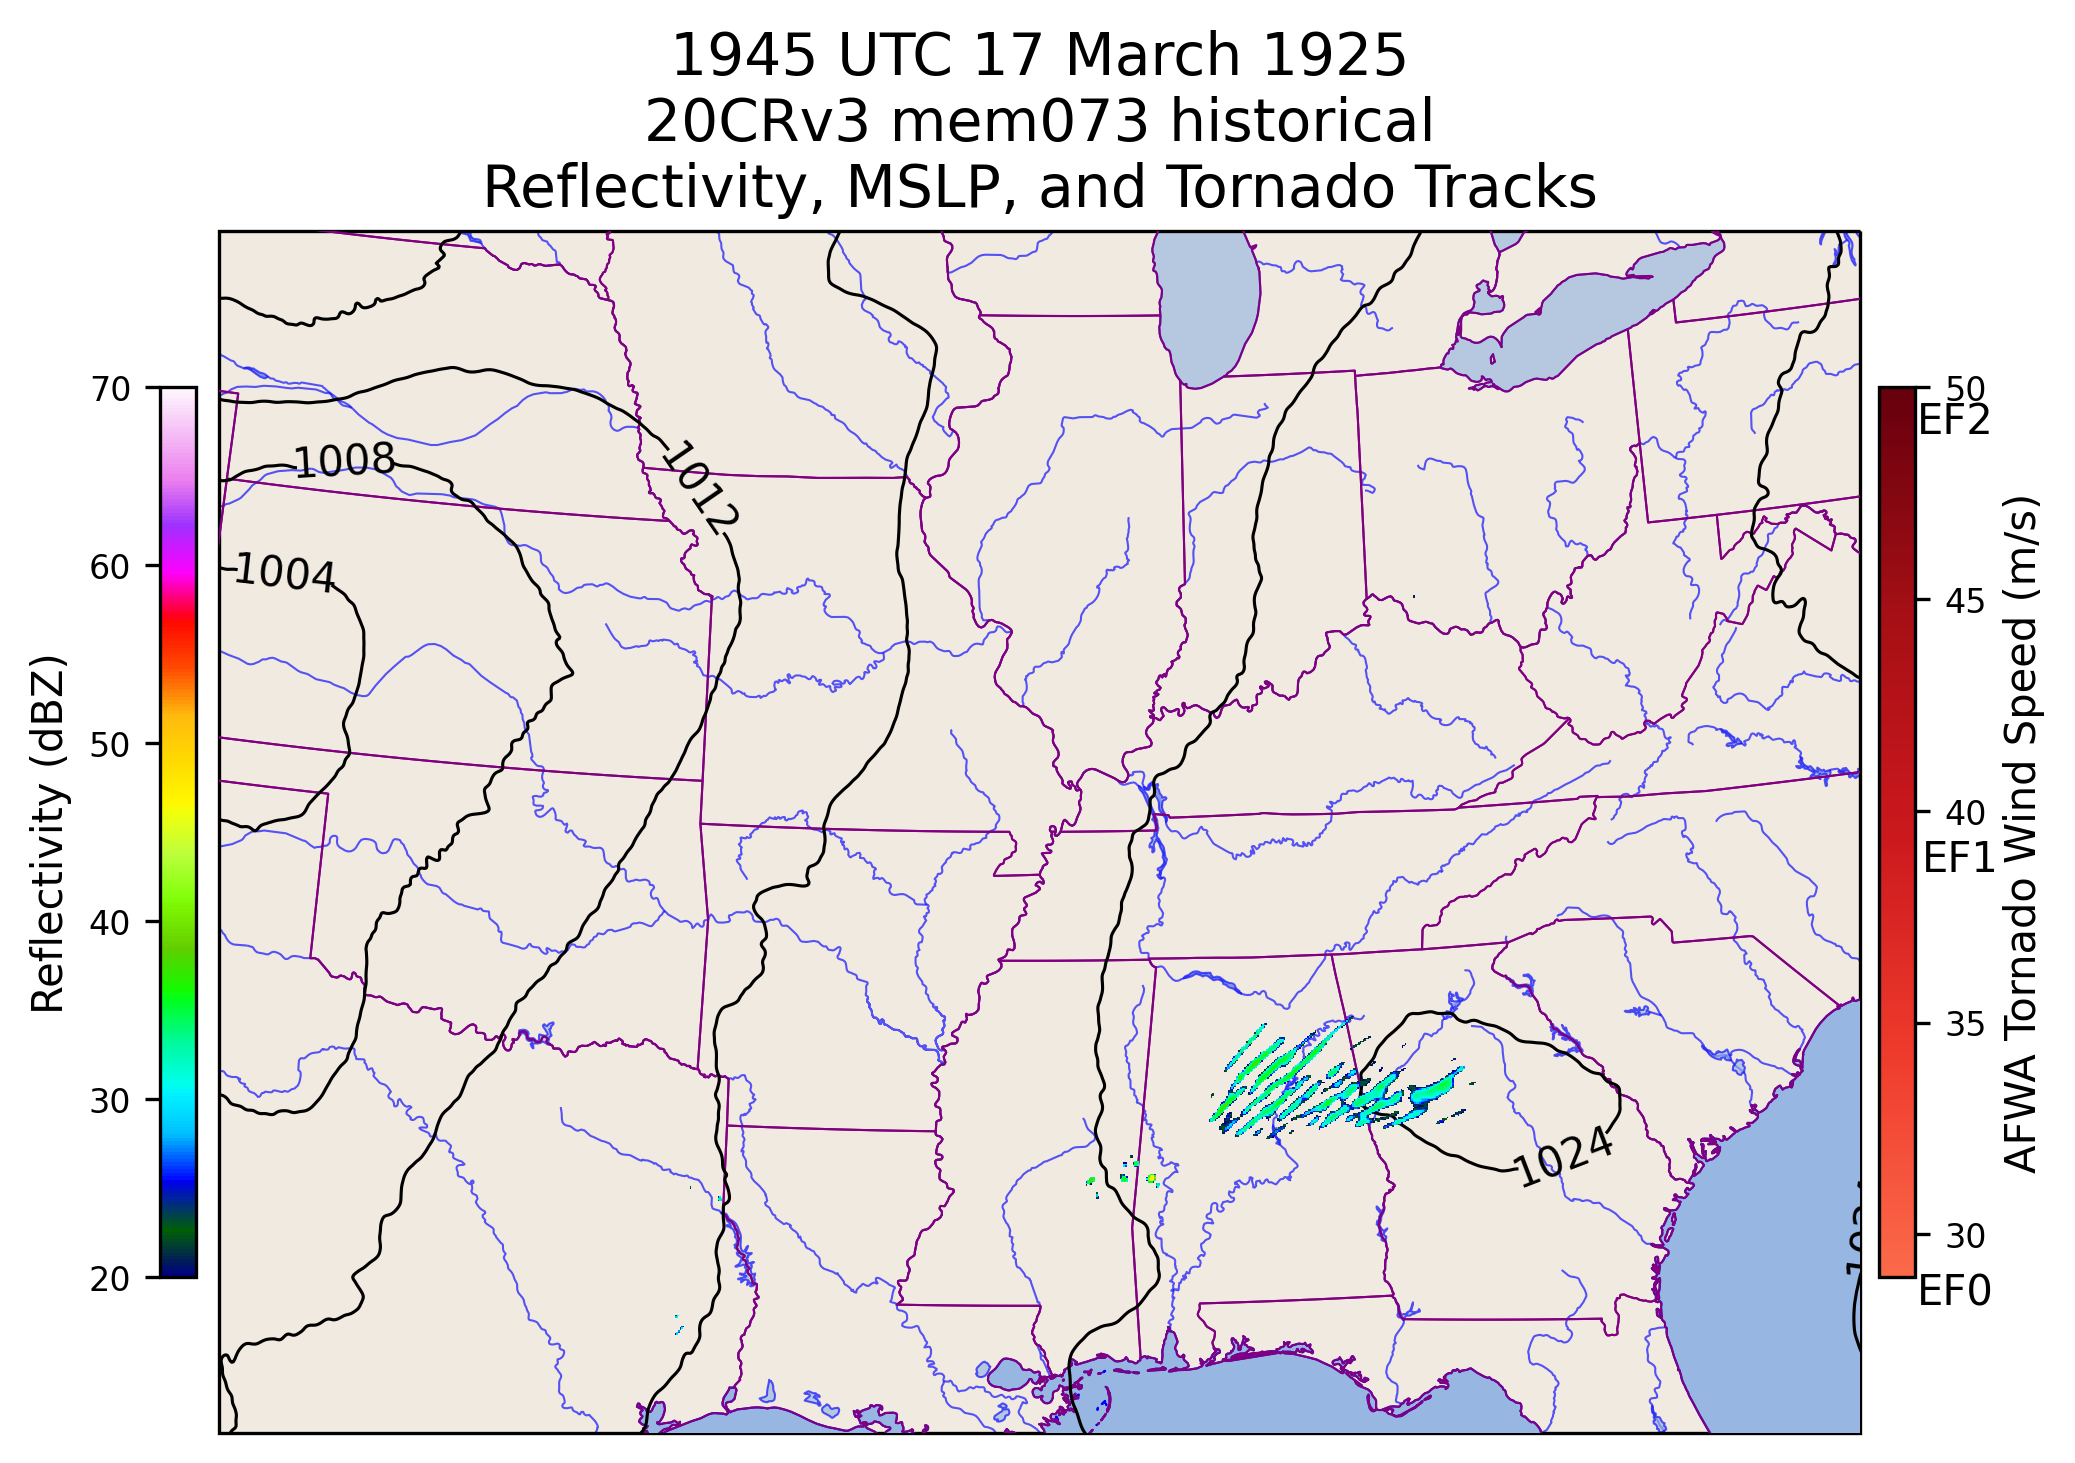 1945 UTC 17 March 1925
20CRv3 mem073 historical
Reflectivity, MSLP, and Tornado Tracks
70
60
50
40
30
20
Reflectivity (dBZ)
1008
1012
1004
1024
50
EF2
45
40
EF1
35
30
EF0
AFWA Tornado Wind Speed (m/s)